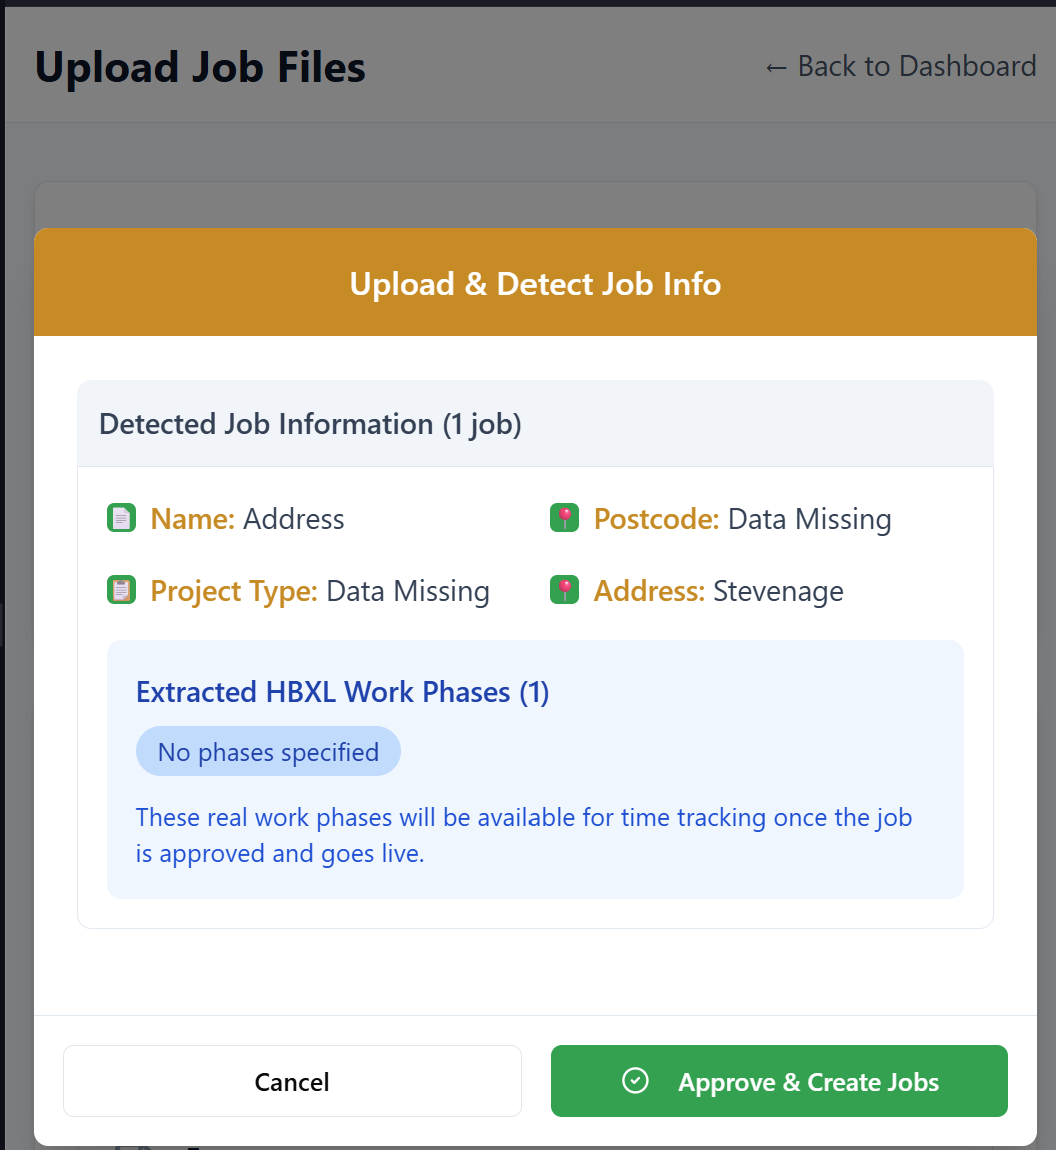 Upload Job Files
← Back to Dashboard
Upload & Detect Job Info
Detected Job Information (1 job)
Name: Address
Postcode: Data Missing
Project Type: Data Missing
Address: Stevenage
Extracted HBXL Work Phases (1)
No phases specified
These real work phases will be available for time tracking once the job
is approved and goes live.
Cancel
Approve & Create Jobs